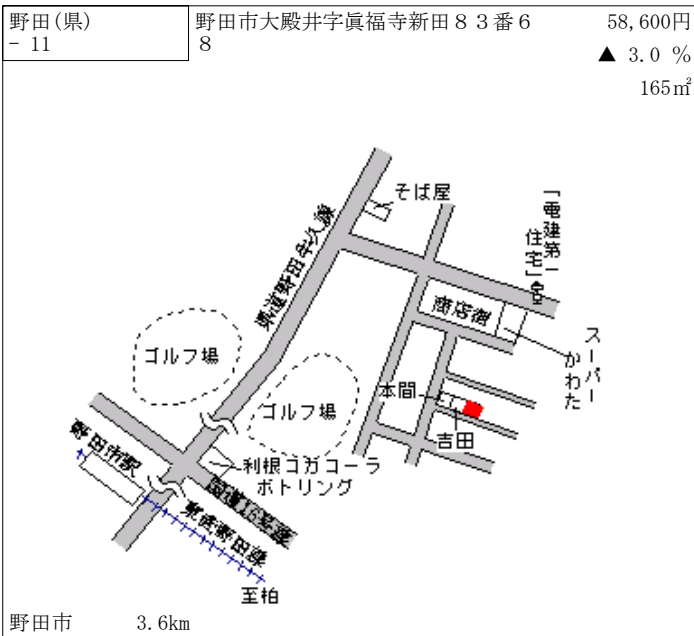 野田(県)
- 11
野田市大殿井字眞福寺新田８３番６
８
58,600円
▲ 3.0 %
165㎡
そば屋
「電建第一
住宅」
県道野田牛久線
商店街
スーパー
かわた
ゴルフ場
ゴルフ場
本間
吉田
野田市駅
利根コカコーラ
ボトリング
国道16号線
東武野田線
至柏
野田市 3.6km